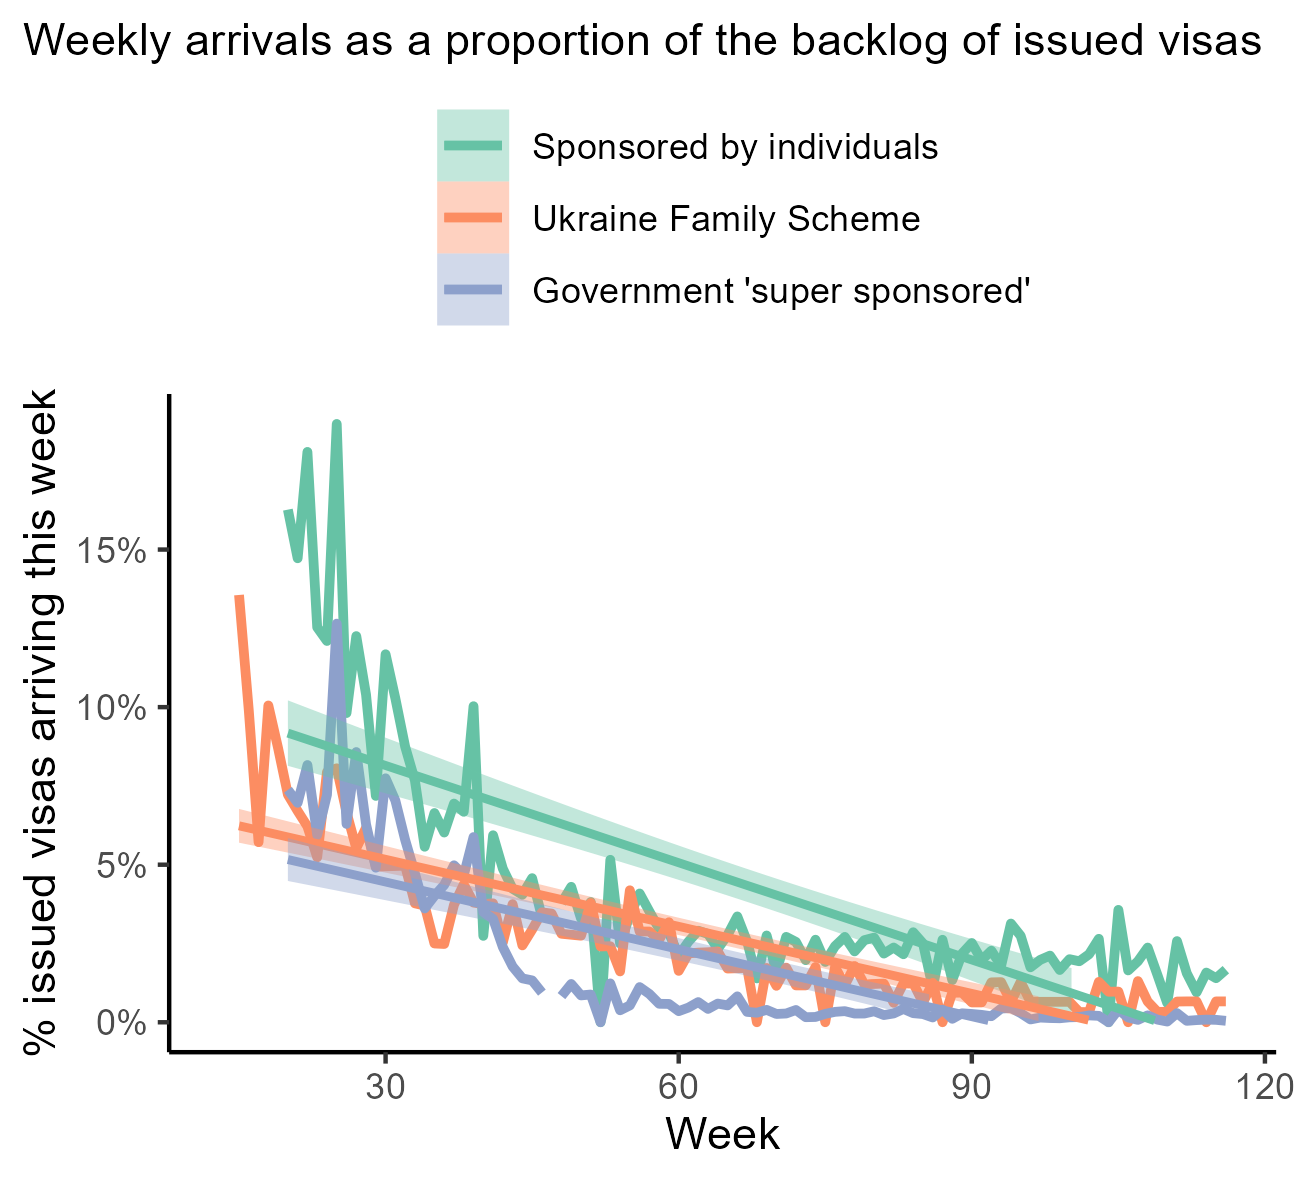 Weekly arrivals as a proportion of the backlog of issued visas
Sponsored by individuals
Ukraine Family Scheme
Government 'super sponsored'
% issued visas arriving this week
15%
10%
5%
0%
30
60
90
120
Week